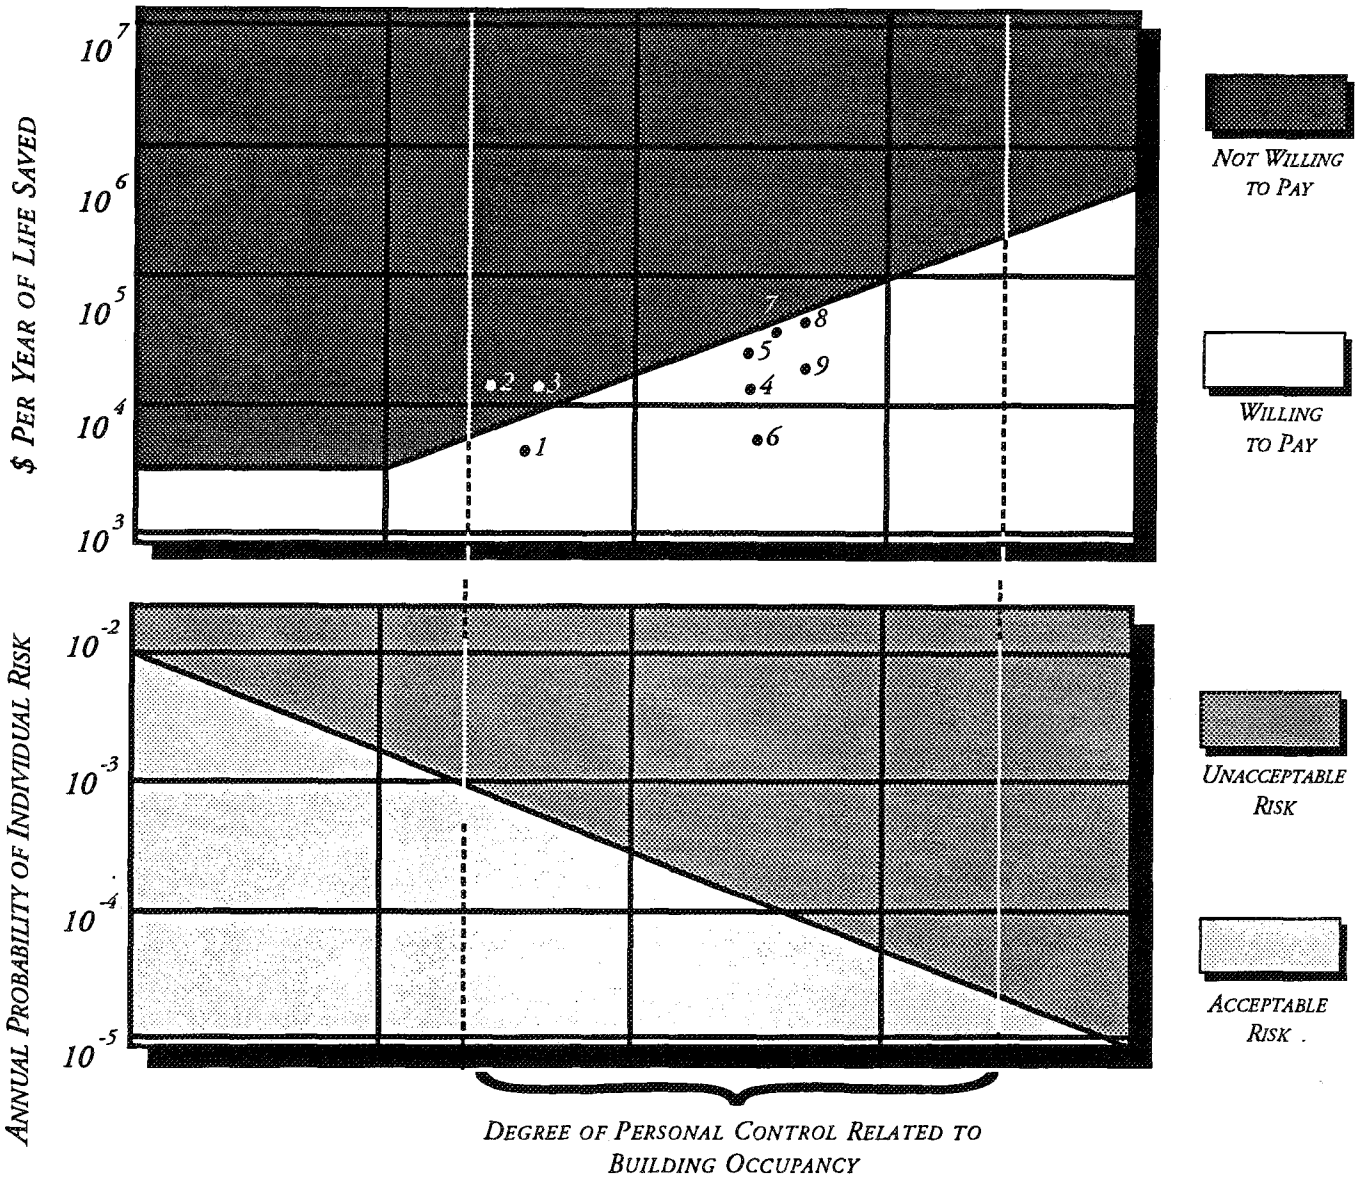 $ PER YEAR OF LIFE SAVED
10^7
10^6
10^5
10^4
10^3
7
8
5
9
2
3
4
6
1
NOT WILLING
TO PAY
WILLING
TO PAY
ANNUAL PROBABILITY OF INDIVIDUAL RISK
10^-2
10^-3
10^-4
10^-5
UNACCEPTABLE
RISK
ACCEPTABLE
RISK .
DEGREE OF PERSONAL CONTROL RELATED TO
BUILDING OCCUPANCY